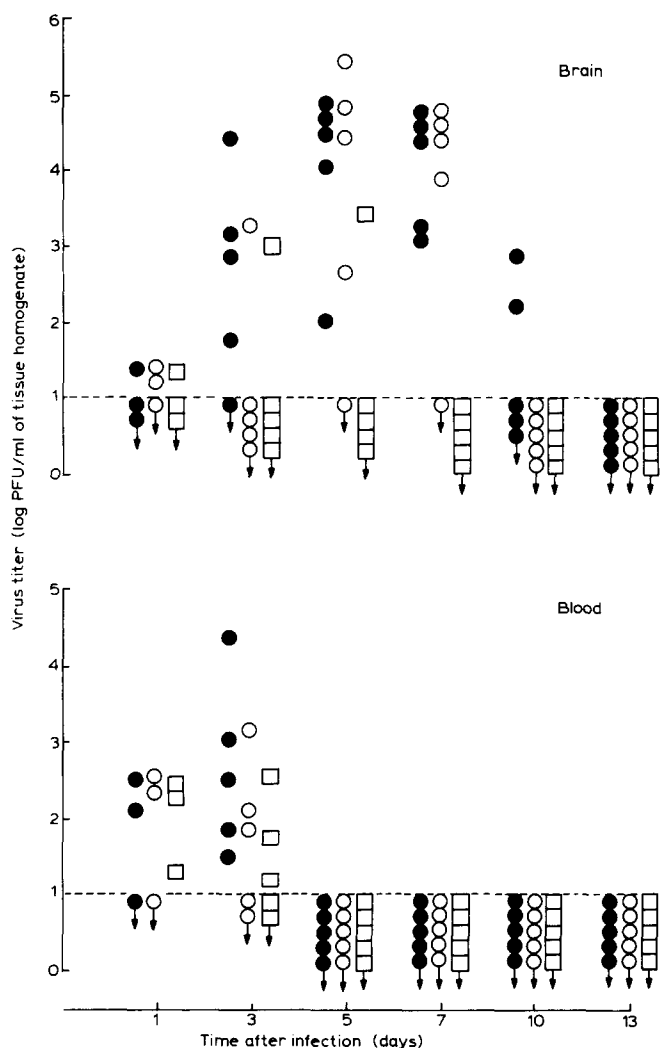 6
Brain
5
4
3
2
1
0
Virus titer (log PFU/ml of tissue homogenate)
5
Blood
4
3
2
1
0
1 3 5 7 10 13
Time after infection (days)